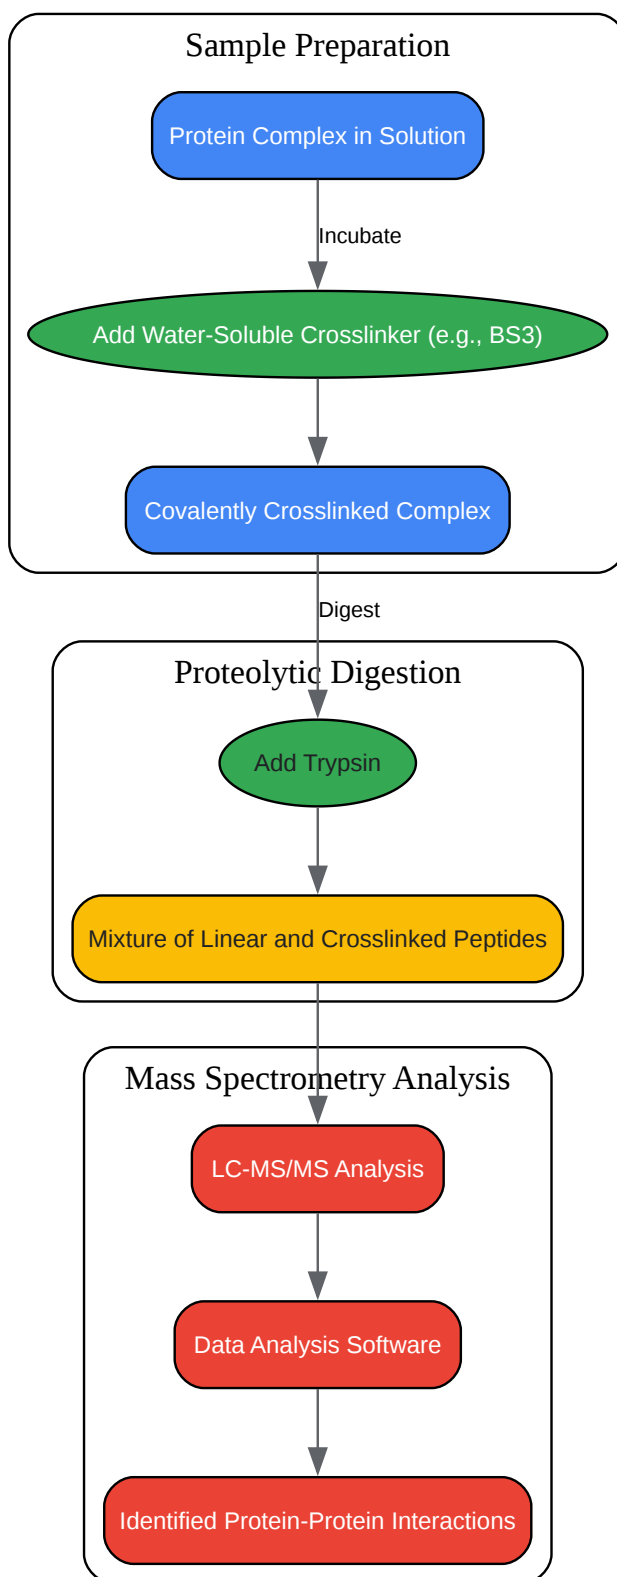 Sample Preparation
Protein Complex in Solution
Incubate
Add Water-Soluble Crosslinker (e.g., BS3)
Covalently Crosslinked Complex
Digest
Proteolytic Digestion
Add Trypsin
Mixture of Linear and Crosslinked Peptides
Mass Spectrometry Analysis
LC-MS/MS Analysis
Data Analysis Software
Identified Protein-Protein Interactions